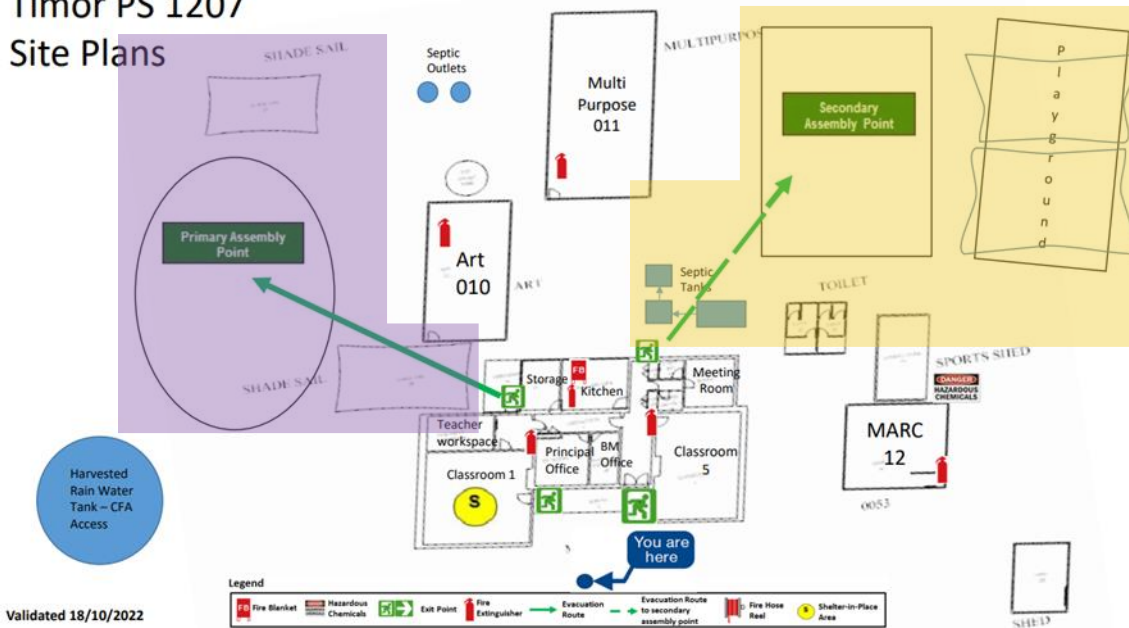 Timor PS 1207
Site Plans
SHADE SAIL
Septic
Outlets
MULTIPURPOS
Multi
Purpose
011
Secondary
Assembly Point
Playground
Primary Assembly
Point
Art
010
ART
Septic
Tanks
TOILET
SHADE SAIL
Storage
FB
Kitchen
Meeting
Room
SPORTS SHED
DANGER
HAZARDOUS
CHEMICALS
Teacher
workspace
Principal
Office
BM
Office
Classroom
5
MARC
12
Classroom 1
S
Harvested
Rain Water
Tank – CFA
Access
0053
You are
here
SHED
Validated 18/10/2022
Legend
FB Fire Blanket
Hazardous
Chemicals
Exit Point
Fire
Extinguisher
Evacuation
Route
Evacuation Route
to secondary
assembly point
Fire Hose
Reel
S Shelter-in-Place
Area